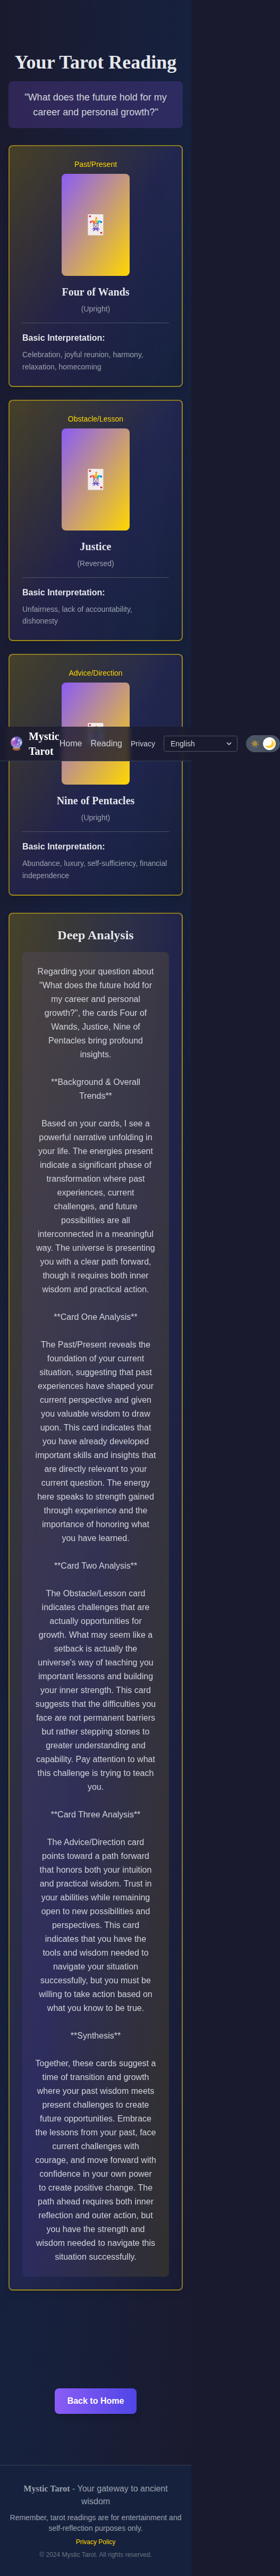 Your Tarot Reading
"What does the future hold for my
career and personal growth?"
Past/Present
Four of Wands
(Upright)
Basic Interpretation:
Celebration, joyful reunion, harmony,
relaxation, homecoming
Obstacle/Lesson
Justice
(Reversed)
Basic Interpretation:
Unfairness, lack of accountability,
dishonesty
Advice/Direction
Mystic
Tarot
Home
Reading
Privacy
English
Nine of Pentacles
(Upright)
Basic Interpretation:
Abundance, luxury, self-sufficiency, financial
independence
Deep Analysis
Regarding your question about
"What does the future hold for
my career and personal
growth?", the cards Four of
Wands, Justice, Nine of
Pentacles bring profound
insights.
**Background & Overall
Trends**
Based on your cards, I see a
powerful narrative unfolding in
your life. The energies present
indicate a significant phase of
transformation where past
experiences, current
challenges, and future
possibilities are all
interconnected in a meaningful
way. The universe is presenting
you with a clear path forward,
though it requires both inner
wisdom and practical action.
**Card One Analysis**
The Past/Present reveals the
foundation of your current
situation, suggesting that past
experiences have shaped your
current perspective and given
you valuable wisdom to draw
upon. This card indicates that
you have already developed
important skills and insights that
are directly relevant to your
current question. The energy
here speaks to strength gained
through experience and the
importance of honoring what
you have learned.
**Card Two Analysis**
The Obstacle/Lesson card
indicates challenges that are
actually opportunities for
growth. What may seem like a
setback is actually the
universe's way of teaching you
important lessons and building
your inner strength. This card
suggests that the difficulties you
face are not permanent barriers
but rather stepping stones to
greater understanding and
capability. Pay attention to what
this challenge is trying to teach
you.
**Card Three Analysis**
The Advice/Direction card
points toward a path forward
that honors both your intuition
and practical wisdom. Trust in
your abilities while remaining
open to new possibilities and
perspectives. This card
indicates that you have the
tools and wisdom needed to
navigate your situation
successfully, but you must be
willing to take action based on
what you know to be true.
**Synthesis**
Together, these cards suggest a
time of transition and growth
where your past wisdom meets
present challenges to create
future opportunities. Embrace
the lessons from your past, face
current challenges with
courage, and move forward with
confidence in your own power
to create positive change. The
path ahead requires both inner
reflection and outer action, but
you have the strength and
wisdom needed to navigate this
situation successfully.
Back to Home
Mystic Tarot - Your gateway to ancient
wisdom
Remember, tarot readings are for entertainment and
self-reflection purposes only.
Privacy Policy
© 2024 Mystic Tarot. All rights reserved.